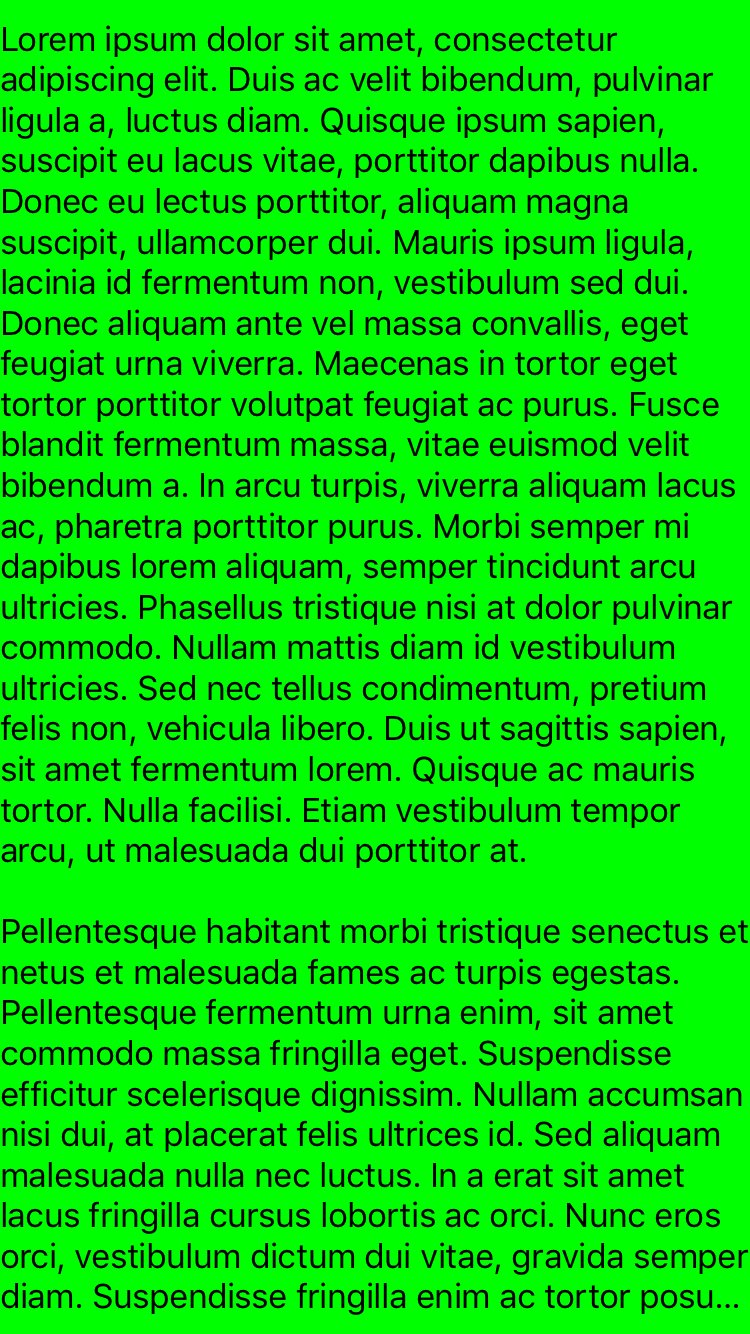 Lorem ipsum dolor sit amet, consectetur
adipiscing elit. Duis ac velit bibendum, pulvinar
ligula a, luctus diam. Quisque ipsum sapien,
suscipit eu lacus vitae, porttitor dapibus nulla.
Donec eu lectus porttitor, aliquam magna
suscipit, ullamcorper dui. Mauris ipsum ligula,
lacinia id fermentum non, vestibulum sed dui.
Donec aliquam ante vel massa convallis, eget
feugiat urna viverra. Maecenas in tortor eget
tortor porttitor volutpat feugiat ac purus. Fusce
blandit fermentum massa, vitae euismod velit
bibendum a. In arcu turpis, viverra aliquam lacus
ac, pharetra porttitor purus. Morbi semper mi
dapibus lorem aliquam, semper tincidunt arcu
ultricies. Phasellus tristique nisi at dolor pulvinar
commodo. Nullam mattis diam id vestibulum
ultricies. Sed nec tellus condimentum, pretium
felis non, vehicula libero. Duis ut sagittis sapien,
sit amet fermentum lorem. Quisque ac mauris
tortor. Nulla facilisi. Etiam vestibulum tempor
arcu, ut malesuada dui porttitor at.
Pellentesque habitant morbi tristique senectus et
netus et malesuada fames ac turpis egestas.
Pellentesque fermentum urna enim, sit amet
commodo massa fringilla eget. Suspendisse
efficitur scelerisque dignissim. Nullam accumsan
nisi dui, at placerat felis ultrices id. Sed aliquam
malesuada nulla nec luctus. In a erat sit amet
lacus fringilla cursus lobortis ac orci. Nunc eros
orci, vestibulum dictum dui vitae, gravida semper
diam. Suspendisse fringilla enim ac tortor posu...